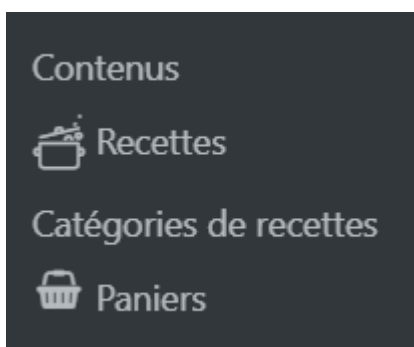 Contenus
Recettes
Catégories de recettes
Paniers